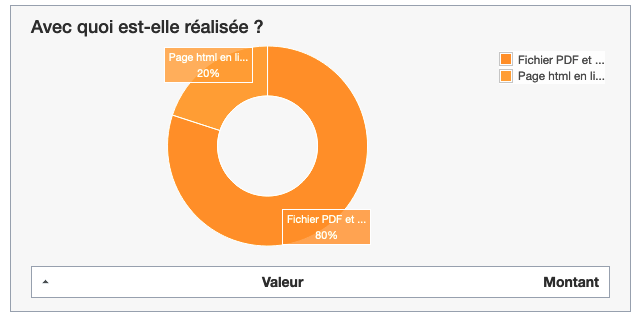 Avec quoi est-elle réalisée ?
Page html en li...
20%
Fichier PDF et ...
Page html en li...
Fichier PDF et ...
80%
Valeur Montant